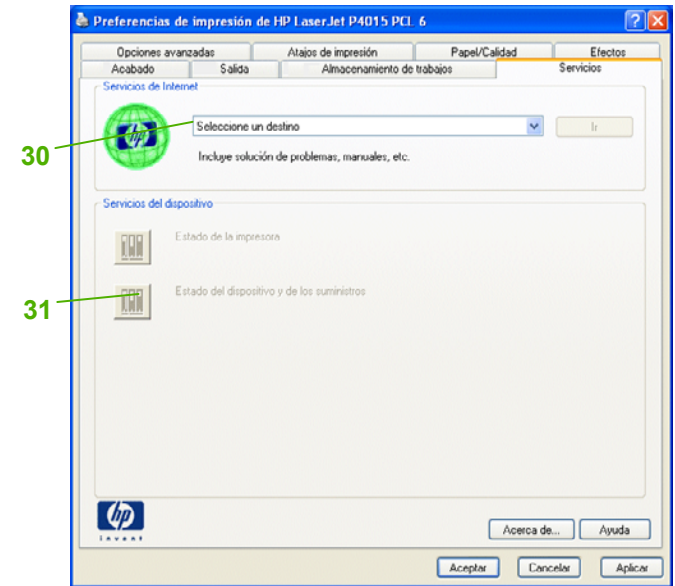 Preferencias de impresión de HP LaserJet P4015 PCL 6
Opciones avanzadas Atajos de impresión Papel/Calidad Efectos
Acabado Salida Almacenamiento de trabajos Servicios
Servicios de Internet
hp
Seleccione un destino
Ir
30
Incluye solución de problemas, manuales, etc.
Servicios del dispositivo
Estado de la impresora
31
Estado del dispositivo y de los suministros
hp
invent
Acerca de... Ayuda
Aceptar Cancelar Aplicar